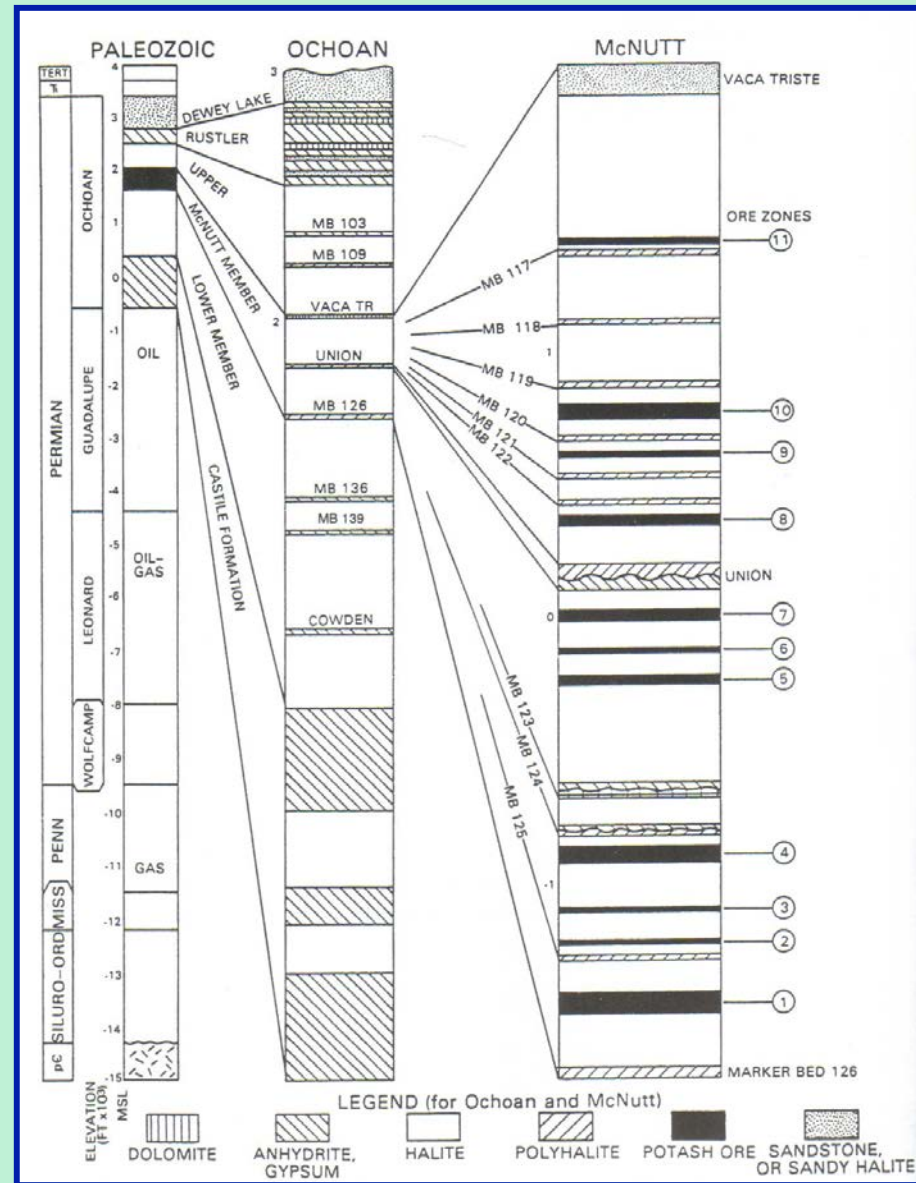 PALEOZOIC
OCHOAN
McNUTT
TERT
4
3
2
1
0
-1
-2
-3
-4
-5
-6
-7
-8
-9
-10
-11
-12
-13
-14
-15
PERMIAN
PENN
MISS
SILURO-ORD
p€
OCHOAN
GUADALUPE
LEONARD
WOLFCAMP
ELEVATION
(FT x 10³)
MSL
OIL
OIL-
GAS
GAS
DEWEY LAKE
RUSTLER
UPPER
McNUTT MEMBER
LOWER MEMBER
CASTILE FORMATION
3
MB 103
MB 109
VACA TR
2
UNION
MB 126
MB 136
MB 139
COWDEN
MB 117
MB 118
MB 119
MB 120
MB 121
MB 122
MB 123
MB 124
MB 125
1
0
-1
VACA TRISTE
ORE ZONES
11
10
9
8
UNION
7
6
5
4
3
2
1
MARKER BED 126
LEGEND (for Ochoan and McNutt)
DOLOMITE
ANHYDRITE,
GYPSUM
HALITE
POLYHALITE
POTASH ORE
SANDSTONE,
OR SANDY HALITE